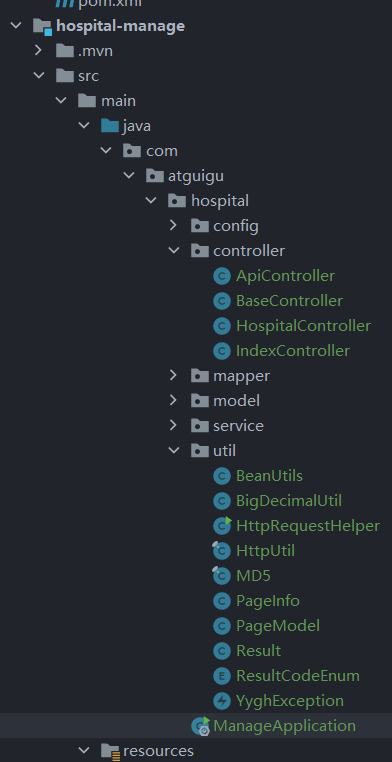 pom.xml
hospital-manage
.mvn
src
main
java
com
atguigu
hospital
config
controller
ApiController
BaseController
HospitalController
IndexController
mapper
model
service
util
BeanUtils
BigDecimalUtil
HttpRequestHelper
HttpUtil
MD5
PageInfo
PageModel
Result
ResultCodeEnum
YyghException
ManageApplication
resources